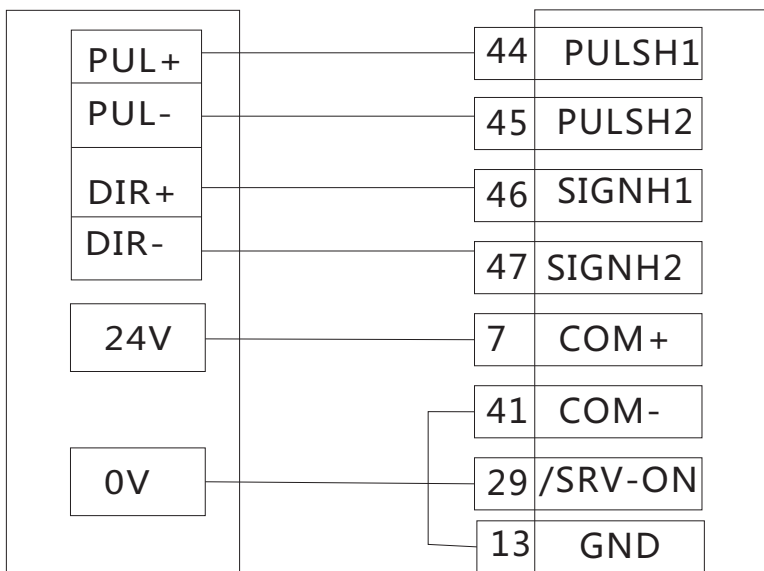 PUL+ 44 PULSH1
PUL- 45 PULSH2
DIR+ 46 SIGNH1
DIR- 47 SIGNH2
24V 7 COM+
41 COM-
0V 29 /SRV-ON
13 GND